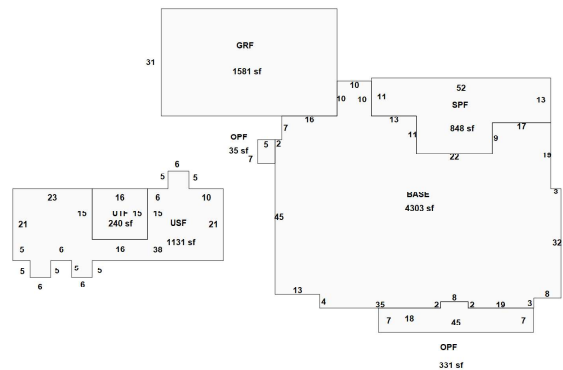 GRF
31
1581 sf
10
10 10
52
11 SPF 13
848 sf
16
13
17
7
11
9
OPF 5 2
35 sf
7
22
19
6
5 5
3
23 16 6 10
BASE
4303 sf
15 UTF 15 15
240 sf
USF
1131 sf
21 21
45
32
5 6 16 38
5 5 5 5
6 6
13
8
8
4 35 2 2 19 3
7 18 45 7
OPF
331 sf